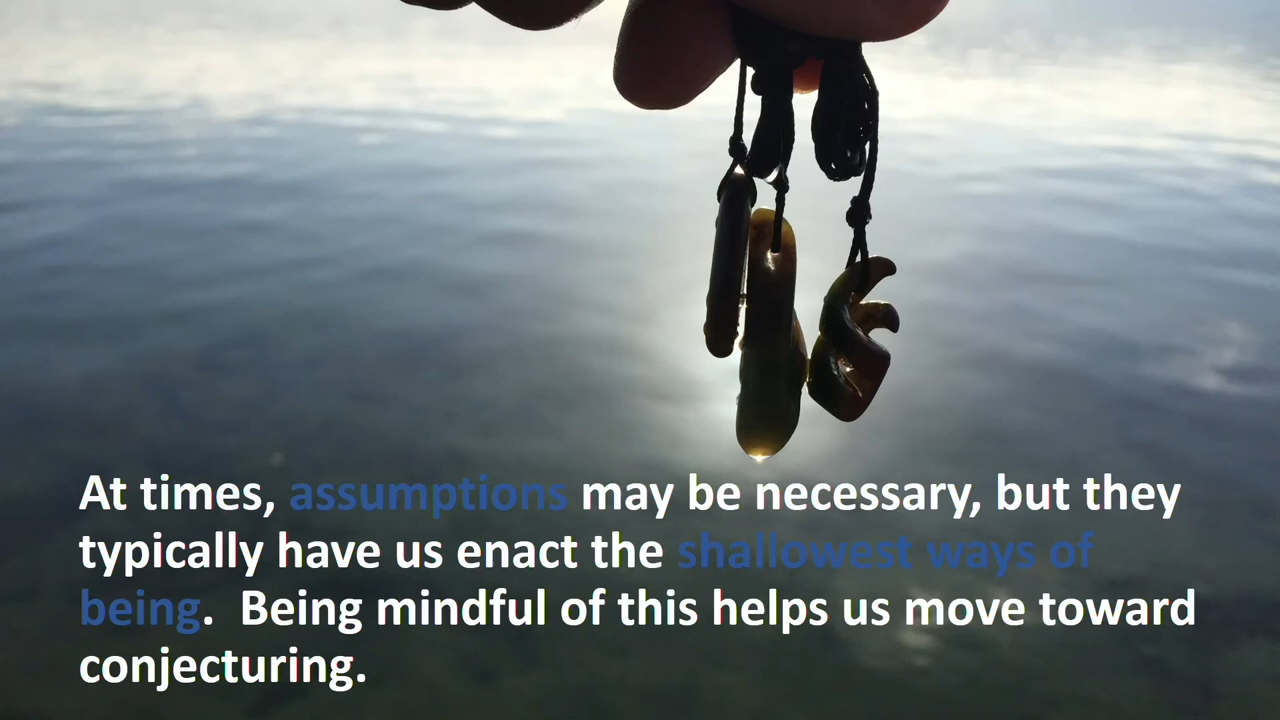 At times, assumptions may be necessary, but they
typically have us enact the shallowest ways of
being.  Being mindful of this helps us move toward
conjecturing.